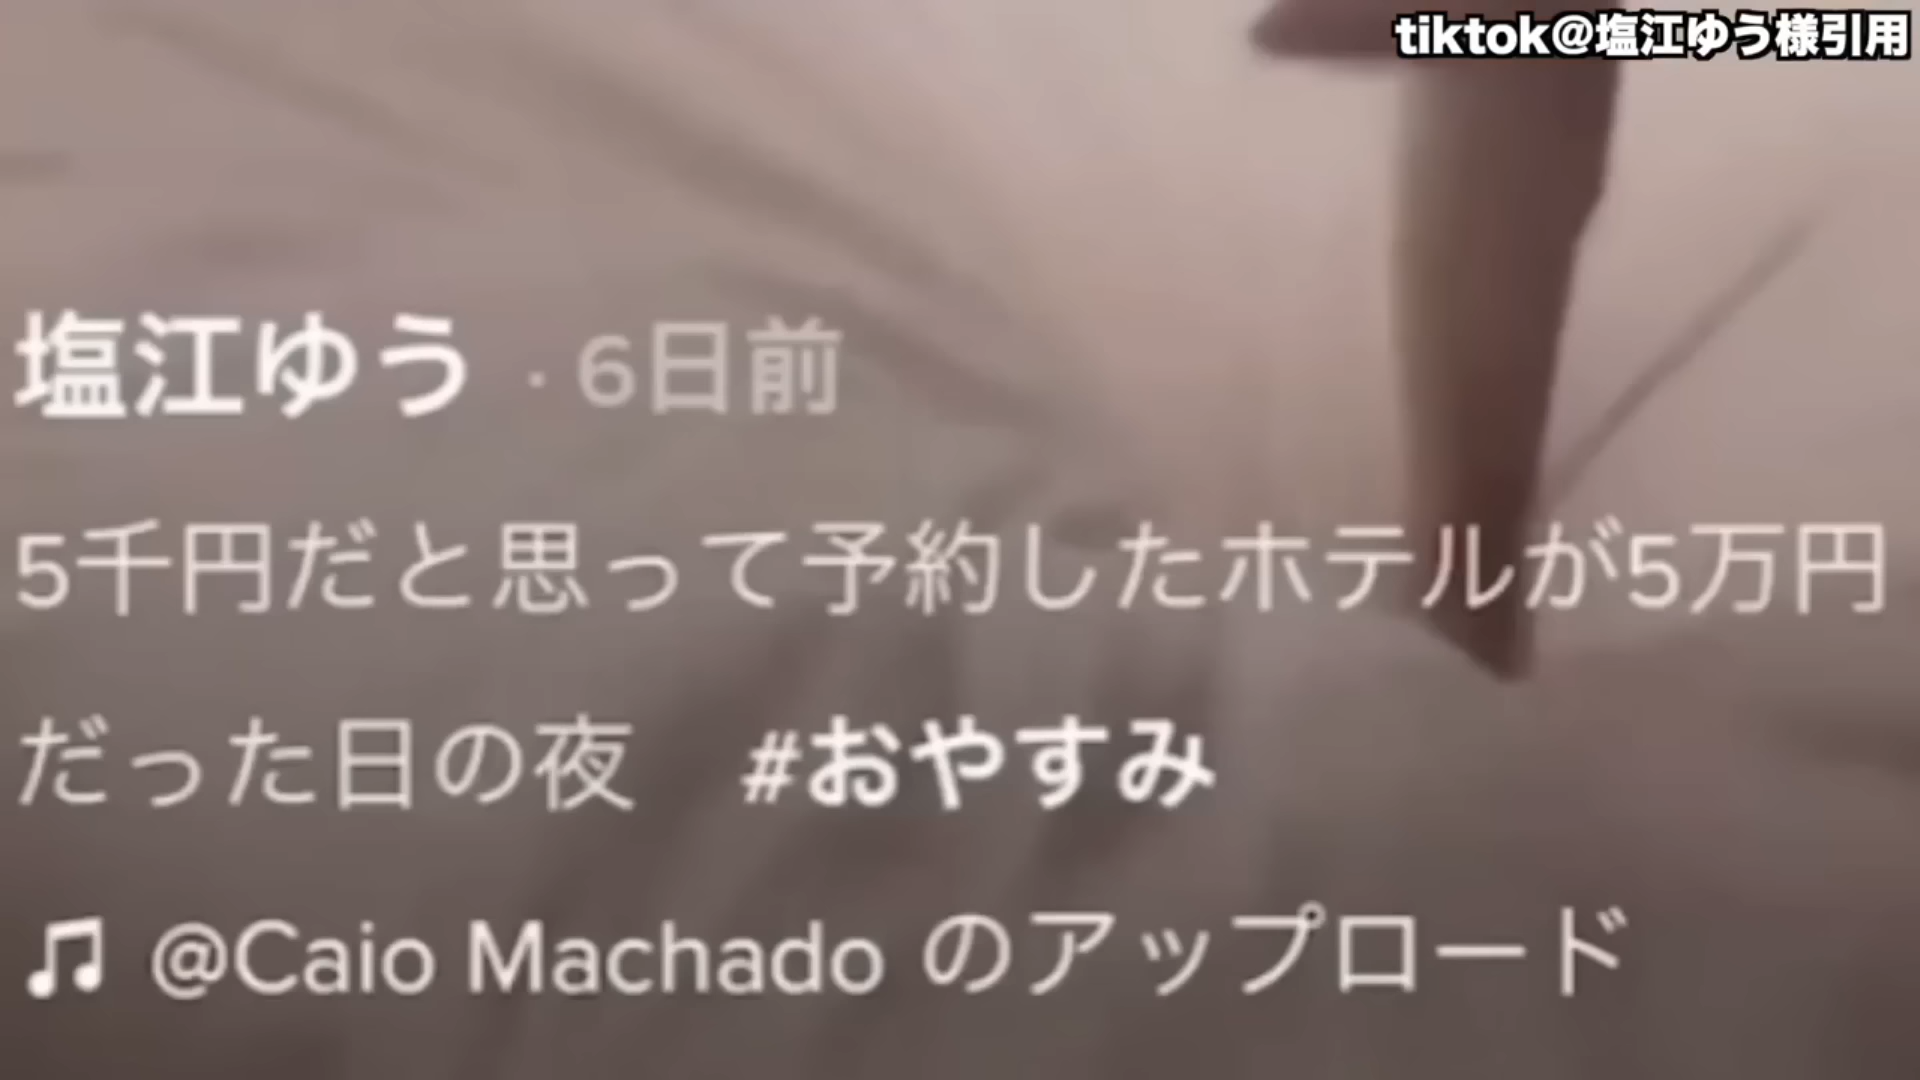 tiktok@塩江ゆう様引用
塩江ゆう · 6日前
5千円だと思って予約したホテルが5万円
だった日の夜　#おやすみ
♫ @Caio Machado のアップロード